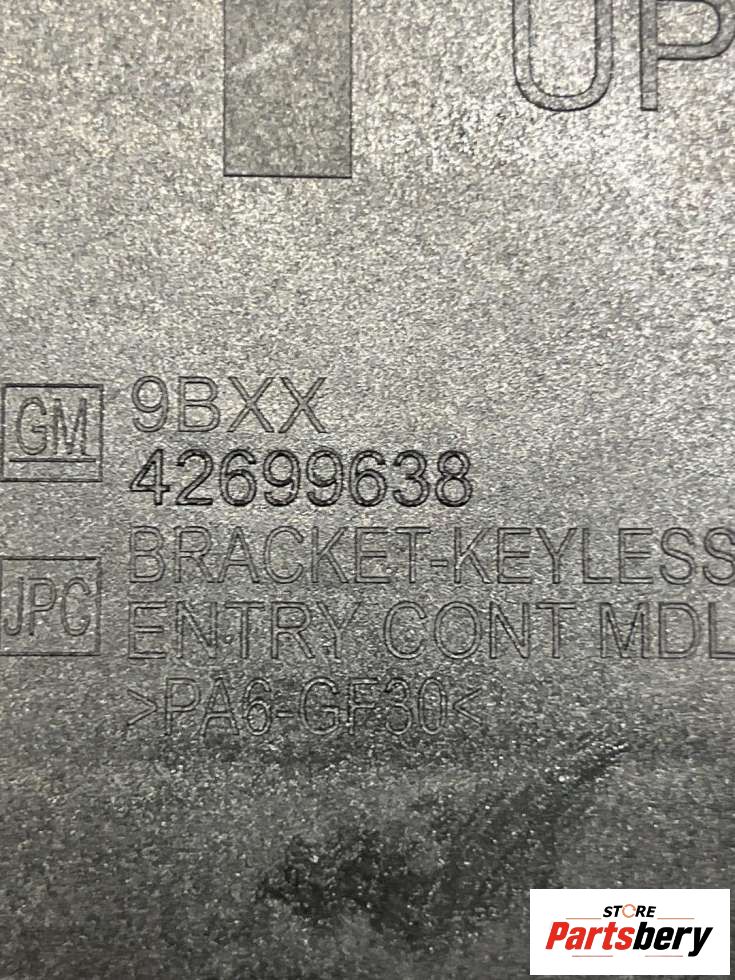 UP
GM
9BXX
42699638
JPC
BRACKET-KEYLESS
ENTRY CONT MDL
>PA6-GF30<
STORE
Partsbery